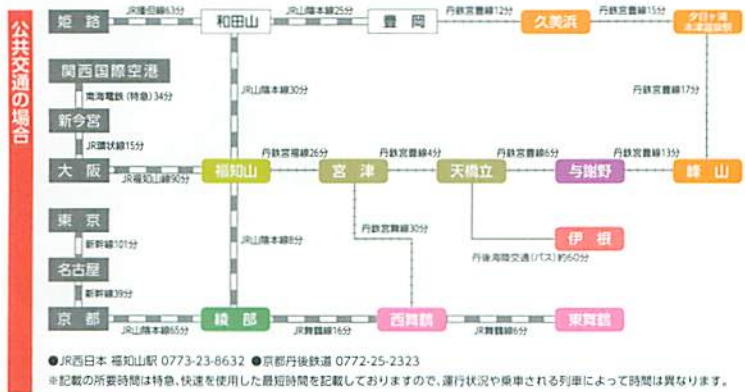 公共交通の場合
姫路 JR播但線63分 和田山 JR山陰本線25分 豊岡 丹鉄宮豊線12分 久美浜 丹鉄宮豊線15分 夕日ヶ浦木津温泉駅
関西国際空港
南海電鉄(特急)34分 JR山陰本線30分 丹鉄宮豊線17分
新今宮
JR環状線15分
大阪 JR福知山線90分 福知山 丹鉄宮福線26分 宮津 丹鉄宮豊線4分 天橋立 丹鉄宮豊線6分 与謝野 丹鉄宮豊線13分 峰山
東京
新幹線101分 JR山陰本線8分 丹鉄宮舞線30分 伊根
丹後海陸交通(バス)約60分
名古屋
新幹線39分
京都 JR山陰本線65分 綾部 JR舞鶴線16分 西舞鶴 JR舞鶴線6分 東舞鶴
●JR西日本 福知山駅 0773-23-8632 ●京都丹後鉄道 0772-25-2323
※記載の所要時間は特急、快速を使用した最短時間を記載しておりますので、運行状況や乗車される列車によって時間は異なります。